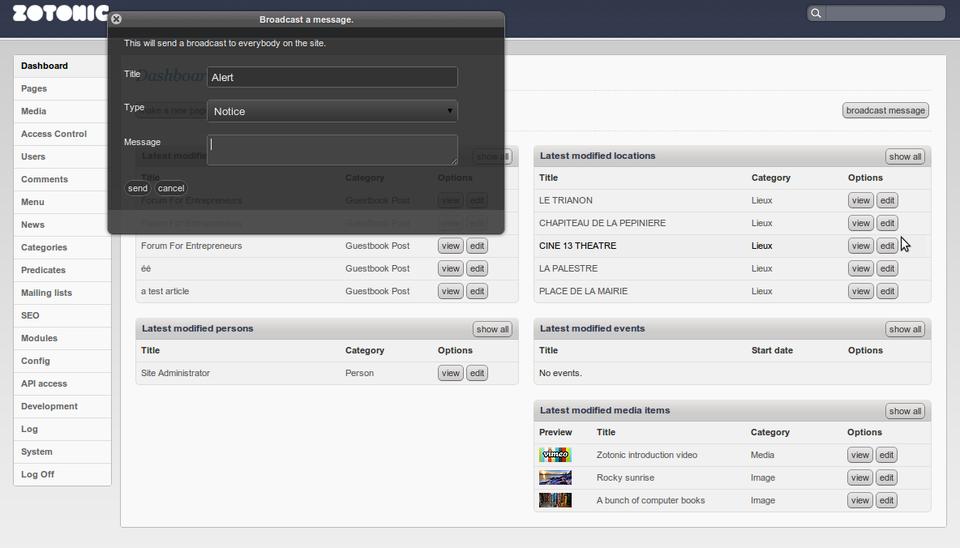 ZOTONIC
Broadcast a message.
This will send a broadcast to everybody on the site.
Title
Alert
Type
Notice
Message
send
cancel
Dashboard
Pages
Media
Access Control
Users
Comments
Menu
News
Categories
Predicates
Mailing lists
SEO
Modules
Config
API access
Development
Log
System
Log Off
Dashboar
broadcast message
Latest modifie
show all
Title Category Options
Forum For Entrepreneurs Guestbook Post view edit
Forum For Entrepreneurs Guestbook Post view edit
Forum For Entrepreneurs Guestbook Post view edit
éé Guestbook Post view edit
a test article Guestbook Post view edit
Latest modified persons show all
Title Category Options
Site Administrator Person view edit
Latest modified locations show all
Title Category Options
LE TRIANON Lieux view edit
CHAPITEAU DE LA PEPINIERE Lieux view edit
CINE 13 THEATRE Lieux view edit
LA PALESTRE Lieux view edit
PLACE DE LA MAIRIE Lieux view edit
Latest modified events show all
Title Start date Options
No events.
Latest modified media items show all
Preview Title Category Options
vimeo Zotonic introduction video Media view edit
Rocky sunrise Image view edit
A bunch of computer books Image view edit